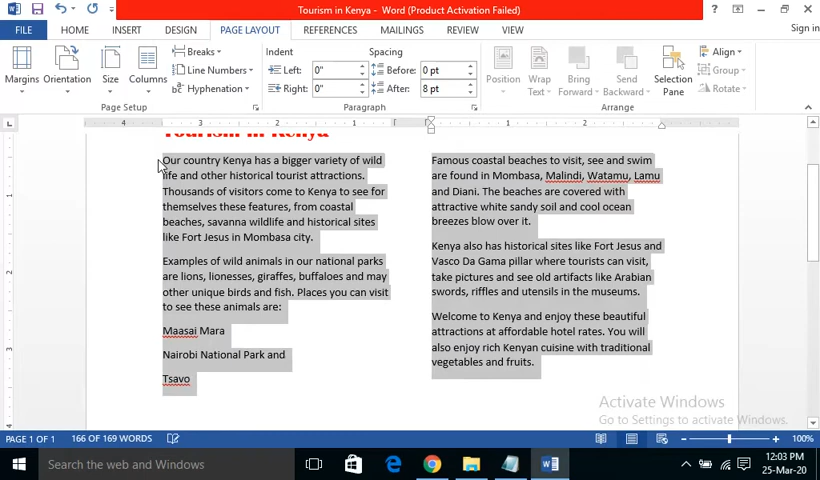 Tourism in Kenya - Word (Product Activation Failed)
FILE HOME INSERT DESIGN PAGE LAYOUT REFERENCES MAILINGS REVIEW VIEW
Sign in
Margins
Orientation
Size
Columns
Breaks
Line Numbers
Hyphenation
Page Setup
Indent
Left: 0"
Right: 0"
Spacing
Before: 0 pt
After: 8 pt
Paragraph
Position
Wrap Text
Bring Forward
Send Backward
Selection Pane
Align
Group
Rotate
Arrange
4 3 2 1 1 2
Tourism in Kenya
Our country Kenya has a bigger variety of wild
life and other historical tourist attractions.
Thousands of visitors come to Kenya to see for
themselves these features, from coastal
beaches, savanna wildlife and historical sites
like Fort Jesus in Mombasa city.
Examples of wild animals in our national parks
are lions, lionesses, giraffes, buffaloes and may
other unique birds and fish. Places you can visit
to see these animals are:
Maasai Mara
Nairobi National Park and
Tsavo
Famous coastal beaches to visit, see and swim
are found in Mombasa, Malindi, Watamu, Lamu
and Diani. The beaches are covered with
attractive white sandy soil and cool ocean
breezes blow over it.
Kenya also has historical sites like Fort Jesus and
Vasco Da Gama pillar where tourists can visit,
take pictures and see old artifacts like Arabian
swords, riffles and utensils in the museums.
Welcome to Kenya and enjoy these beautiful
attractions at affordable hotel rates. You will
also enjoy rich Kenyan cuisine with traditional
vegetables and fruits.
1
2
3
4
Activate Windows
Go to Settings to activate Windows.
PAGE 1 OF 1 166 OF 169 WORDS
100%
Search the web and Windows
12:03 PM
25-Mar-20